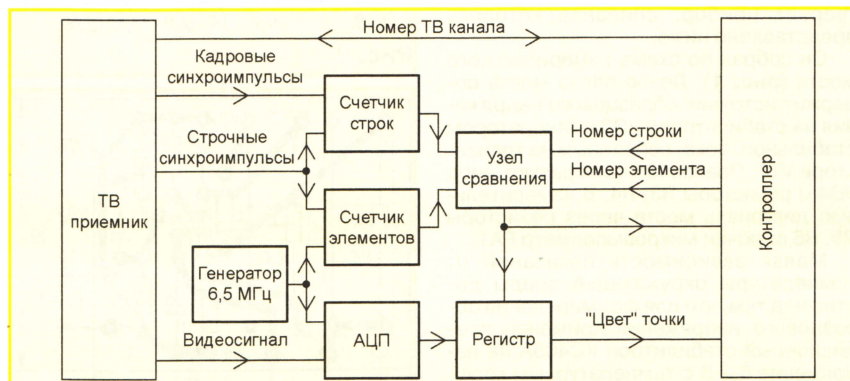 Номер ТВ канала
Кадровые
синхроимпульсы
Счетчик
строк
Строчные
синхроимпульсы
Номер строки
Узел
сравнения
Номер элемента
ТВ
приемник
Счетчик
элементов
Контроллер
Генератор
6,5 МГц
"Цвет" точки
Видеосигнал
АЦП
Регистр